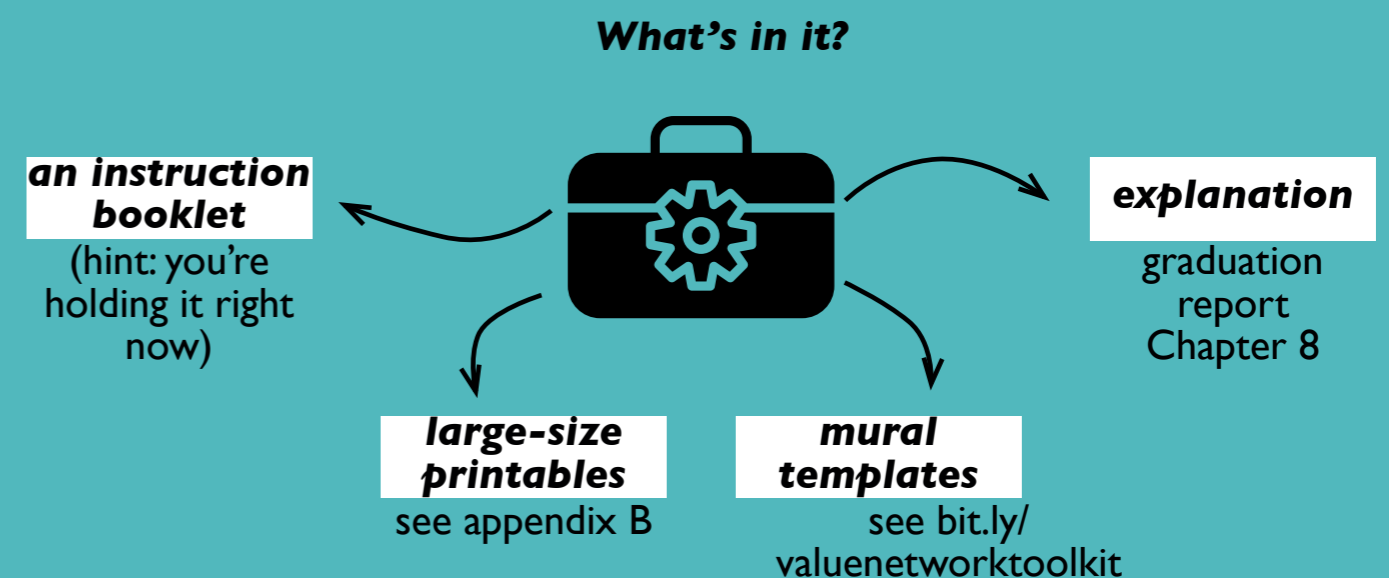 What's in it?
an instruction
booklet
(hint: you're
holding it right
now)
large-size
printables
see appendix B
mural
templates
see bit.ly/
valuenetworktoolkit
explanation
graduation
report
Chapter 8